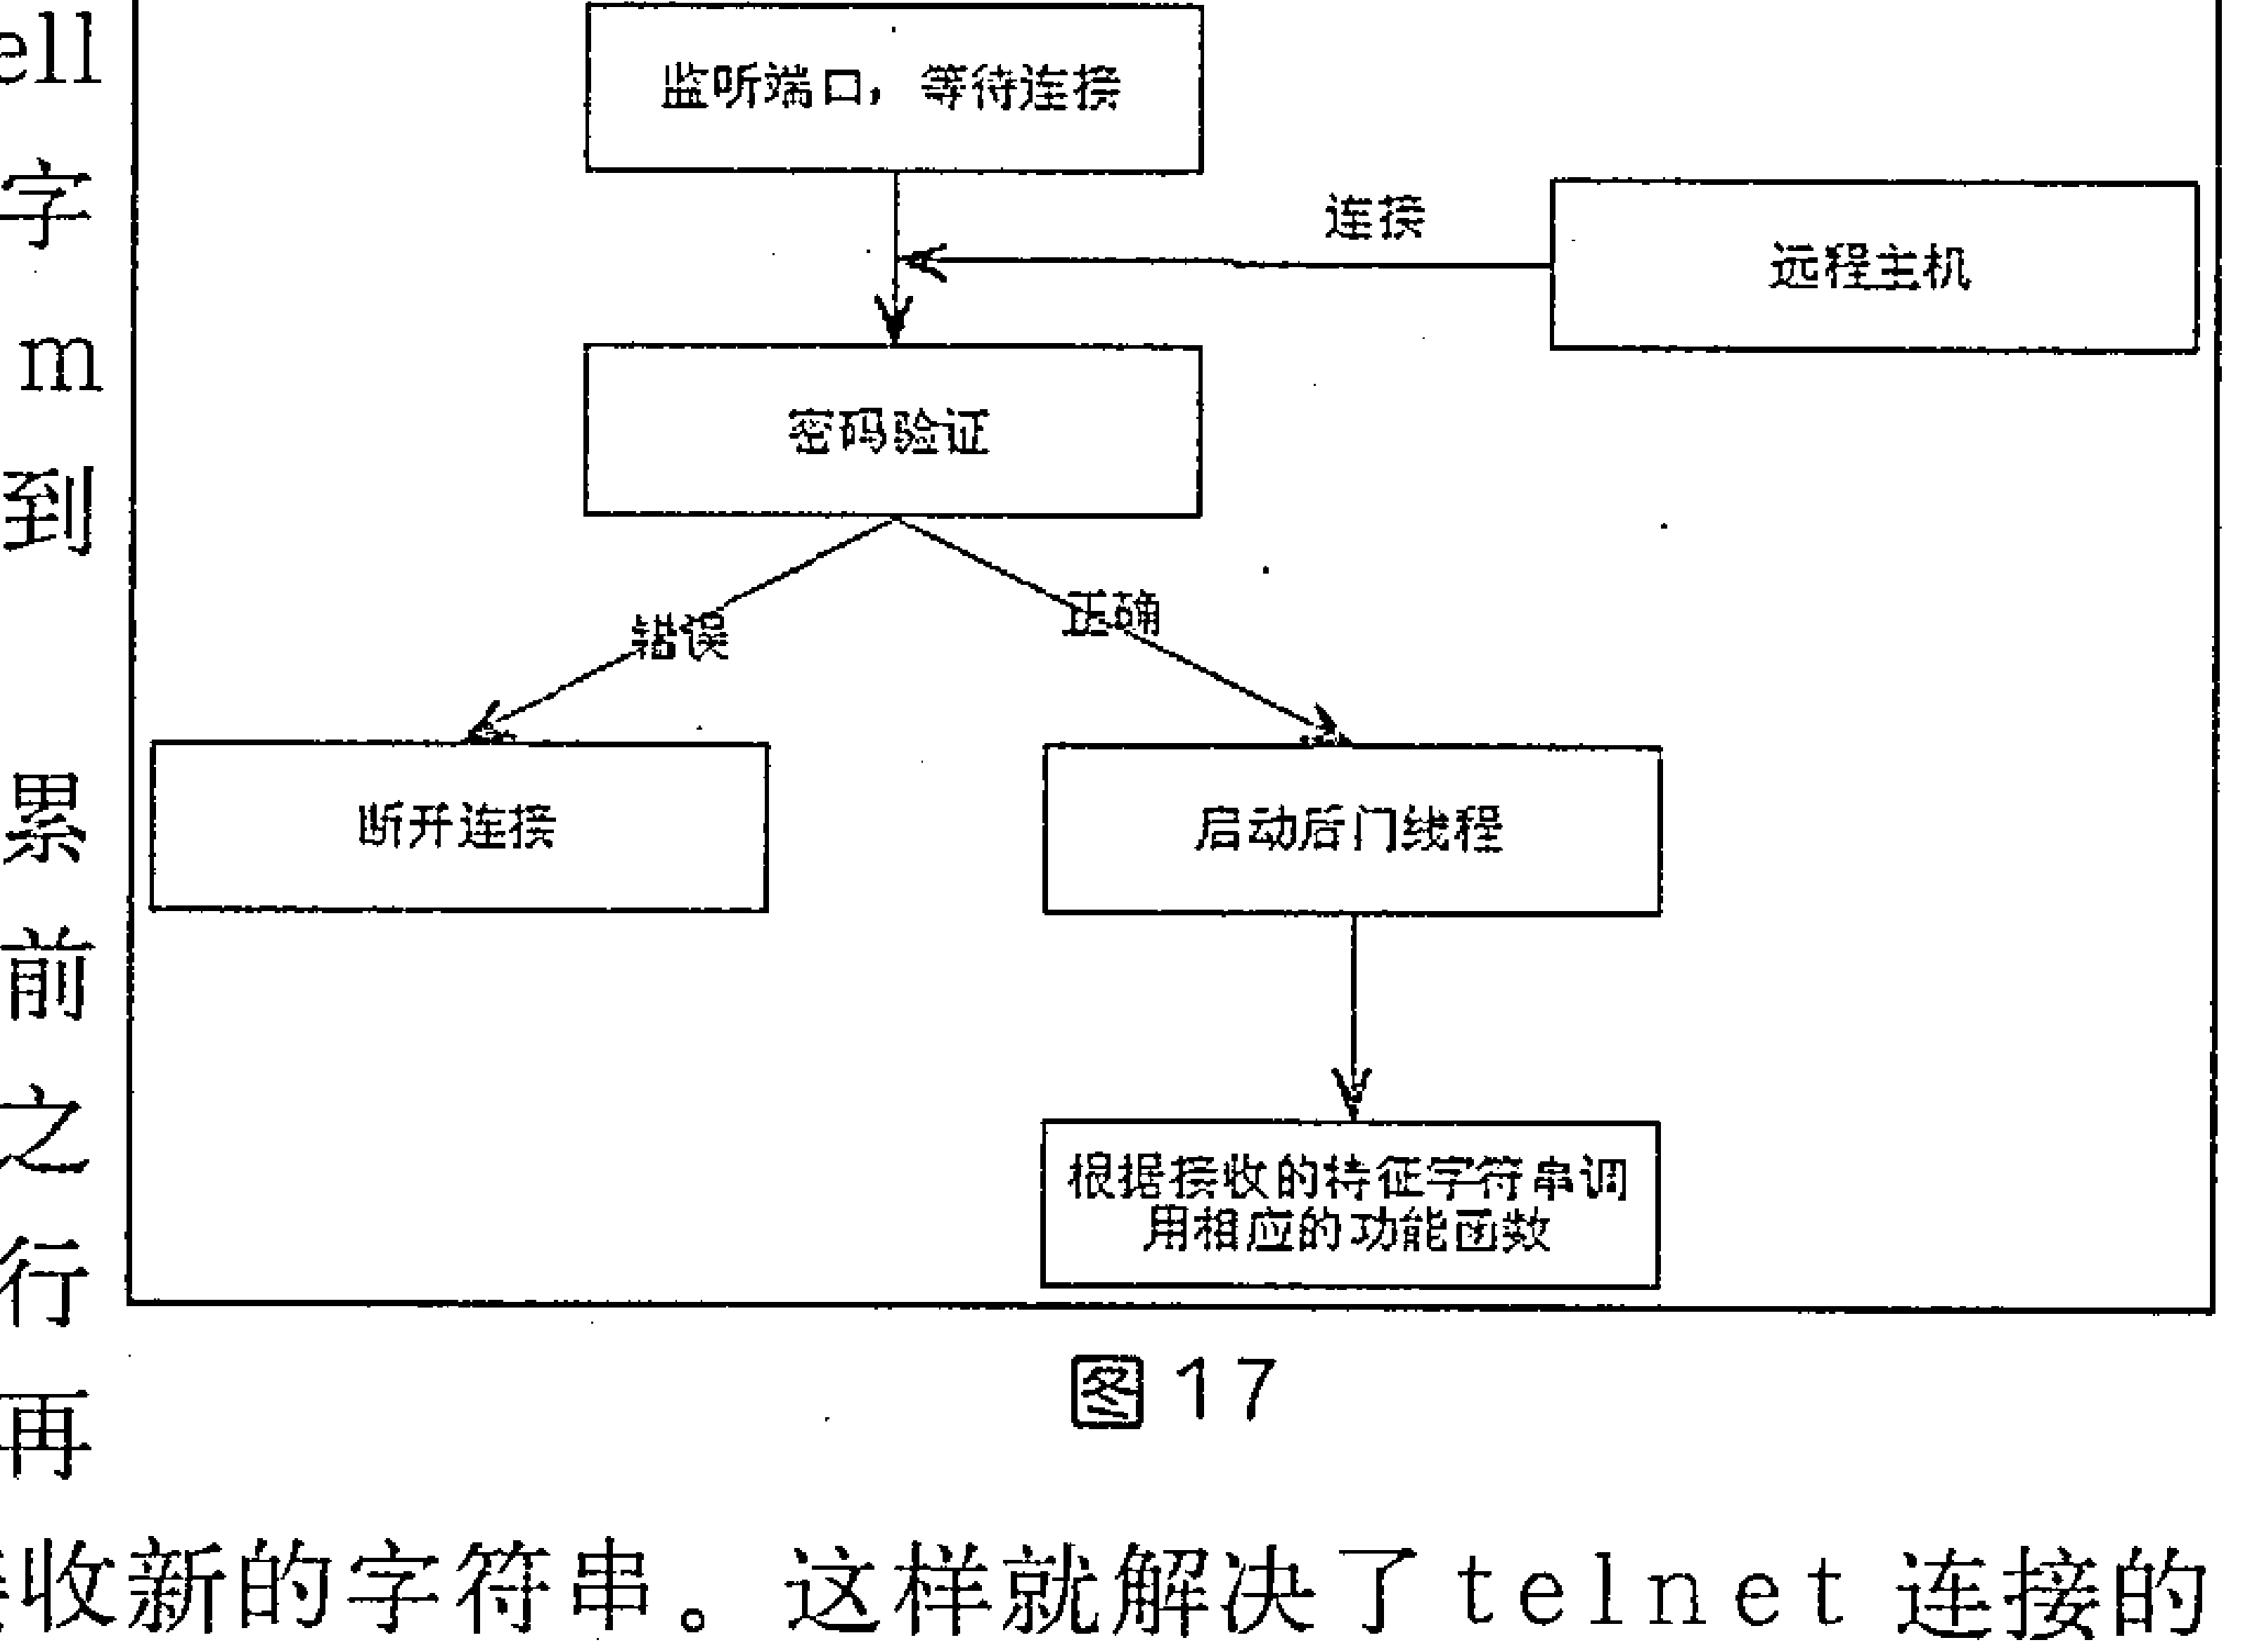 ell
字
m
到
累
前
之
行
再
监听端口，等待连接
连接
远程主机
密码验证
错误
正确
断开连接
启动后门线程
根据接收的特征字符串调
用相应的功能函数
图17
收新的字符串。这样就解决了telnet连接的